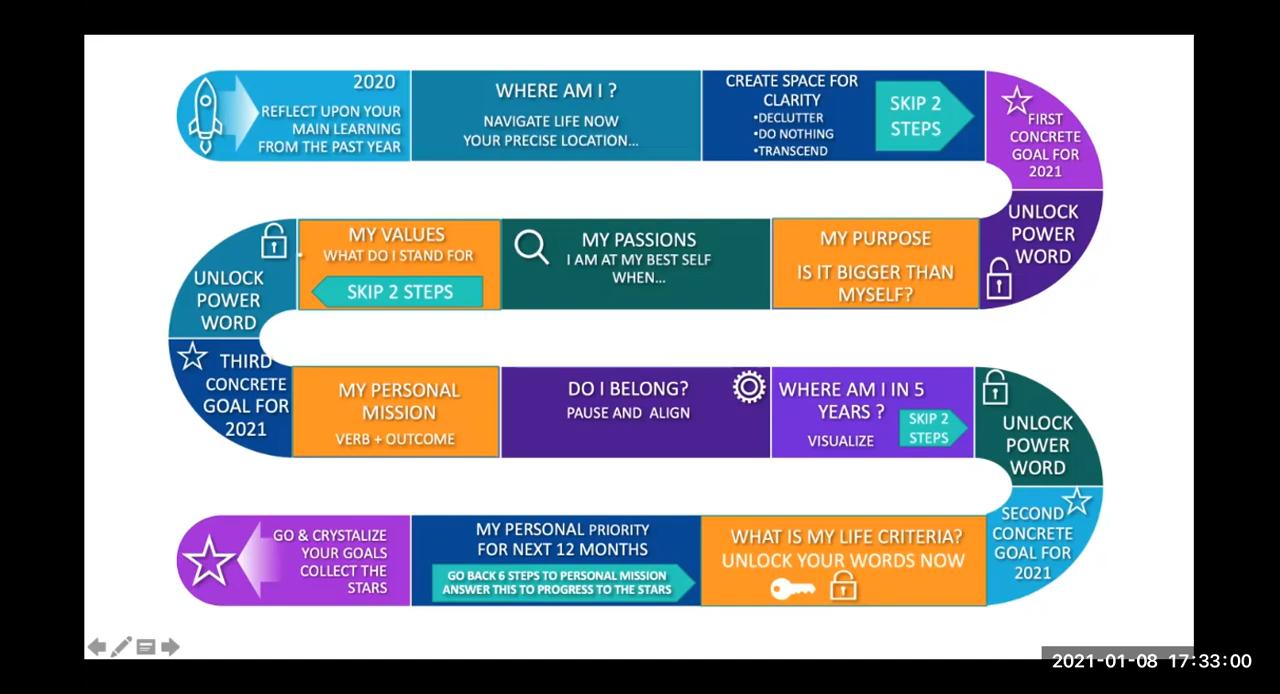 2020
REFLECT UPON YOUR
MAIN LEARNING
FROM THE PAST YEAR
WHERE AM I ?
NAVIGATE LIFE NOW
YOUR PRECISE LOCATION...
CREATE SPACE FOR
CLARITY
•DECLUTTER
•DO NOTHING
•TRANSCEND
SKIP 2
STEPS
FIRST
CONCRETE
GOAL FOR
2021
UNLOCK
POWER
WORD
MY PURPOSE
IS IT BIGGER THAN
MYSELF?
MY PASSIONS
I AM AT MY BEST SELF
WHEN...
MY VALUES
WHAT DO I STAND FOR
SKIP 2 STEPS
UNLOCK
POWER
WORD
THIRD
CONCRETE
GOAL FOR
2021
MY PERSONAL
MISSION
VERB + OUTCOME
DO I BELONG?
PAUSE AND ALIGN
WHERE AM I IN 5
YEARS ?
VISUALIZE
SKIP 2
STEPS
UNLOCK
POWER
WORD
SECOND
CONCRETE
GOAL FOR
2021
WHAT IS MY LIFE CRITERIA?
UNLOCK YOUR WORDS NOW
MY PERSONAL PRIORITY
FOR NEXT 12 MONTHS
GO BACK 6 STEPS TO PERSONAL MISSION
ANSWER THIS TO PROGRESS TO THE STARS
GO & CRYSTALIZE
YOUR GOALS
COLLECT THE
STARS
2021-01-08 17:33:00